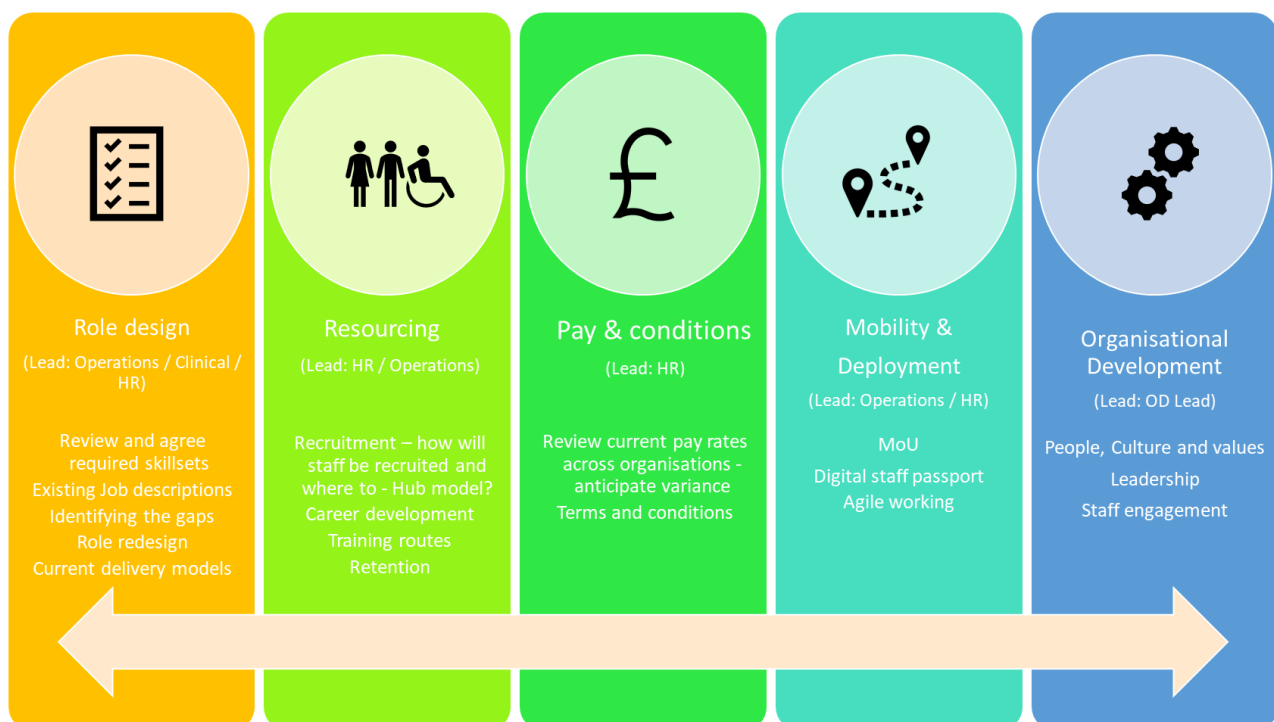 Role design
(Lead: Operations / Clinical /
HR)
Review and agree
required skillsets
Existing Job descriptions
Identifying the gaps
Role redesign
Current delivery models
Resourcing
(Lead: HR / Operations)
Recruitment – how will
staff be recruited and
where to - Hub model?
Career development
Training routes
Retention
£
Pay & conditions
(Lead: HR)
Review current pay rates
across organisations -
anticipate variance
Terms and conditions
Mobility &
Deployment
(Lead: Operations / HR)
MoU
Digital staff passport
Agile working
Organisational
Development
(Lead: OD Lead)
People, Culture and values
Leadership
Staff engagement